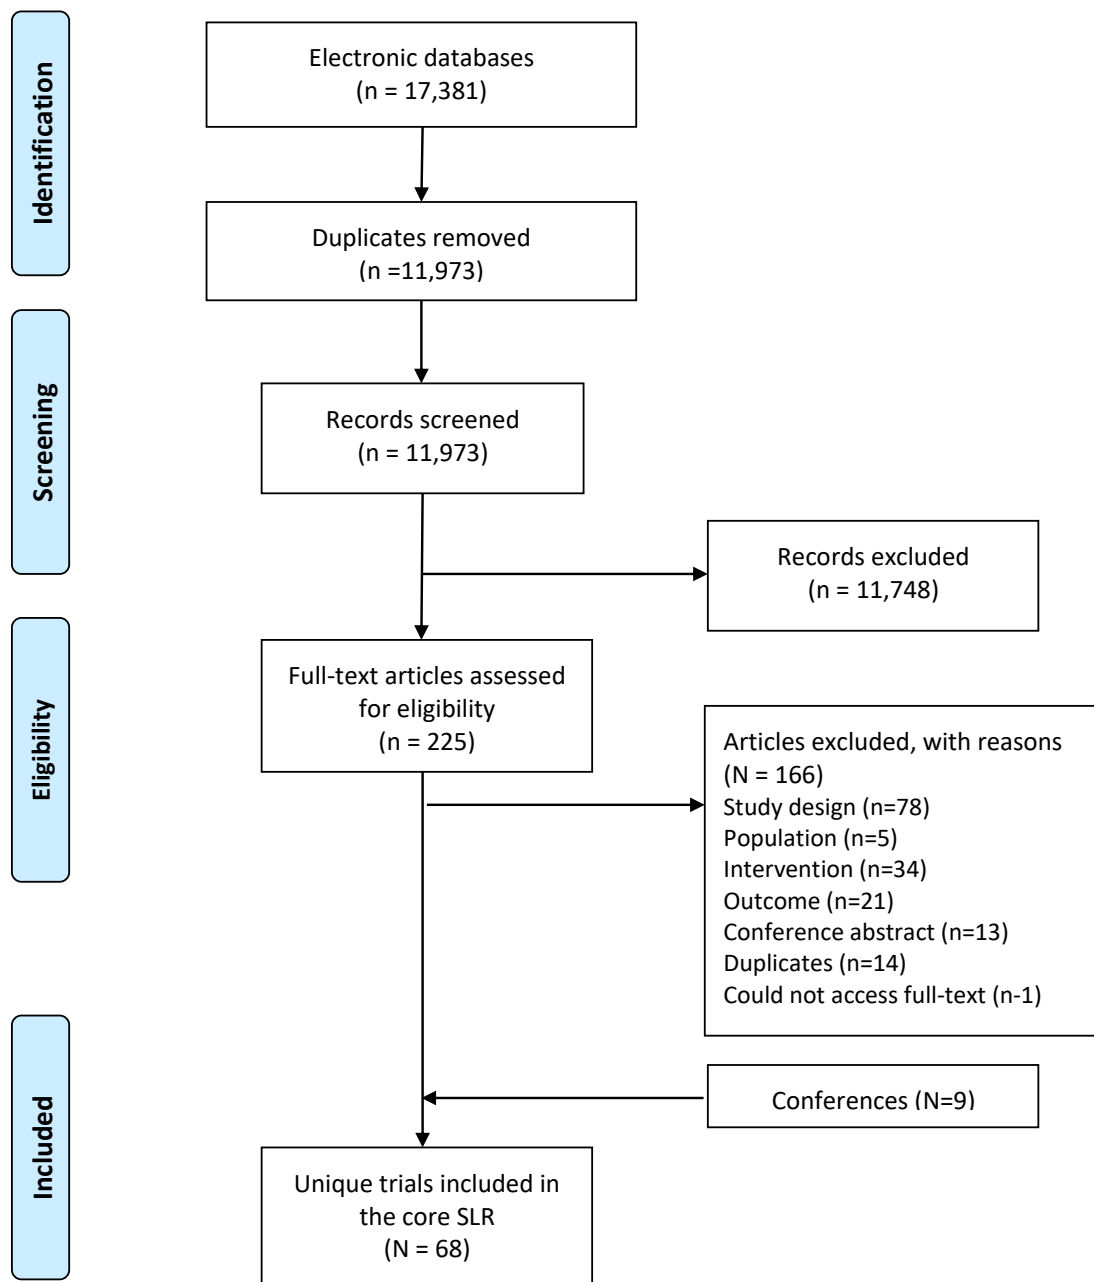 Identification
Electronic databases
(n = 17,381)
Duplicates removed
(n =11,973)
Screening
Records screened
(n = 11,973)
Records excluded
(n = 11,748)
Eligibility
Full-text articles assessed
for eligibility
(n = 225)
Articles excluded, with reasons
(N = 166)
Study design (n=78)
Population (n=5)
Intervention (n=34)
Outcome (n=21)
Conference abstract (n=13)
Duplicates (n=14)
Could not access full-text (n-1)
Included
Conferences (N=9)
Unique trials included in
the core SLR
(N = 68)